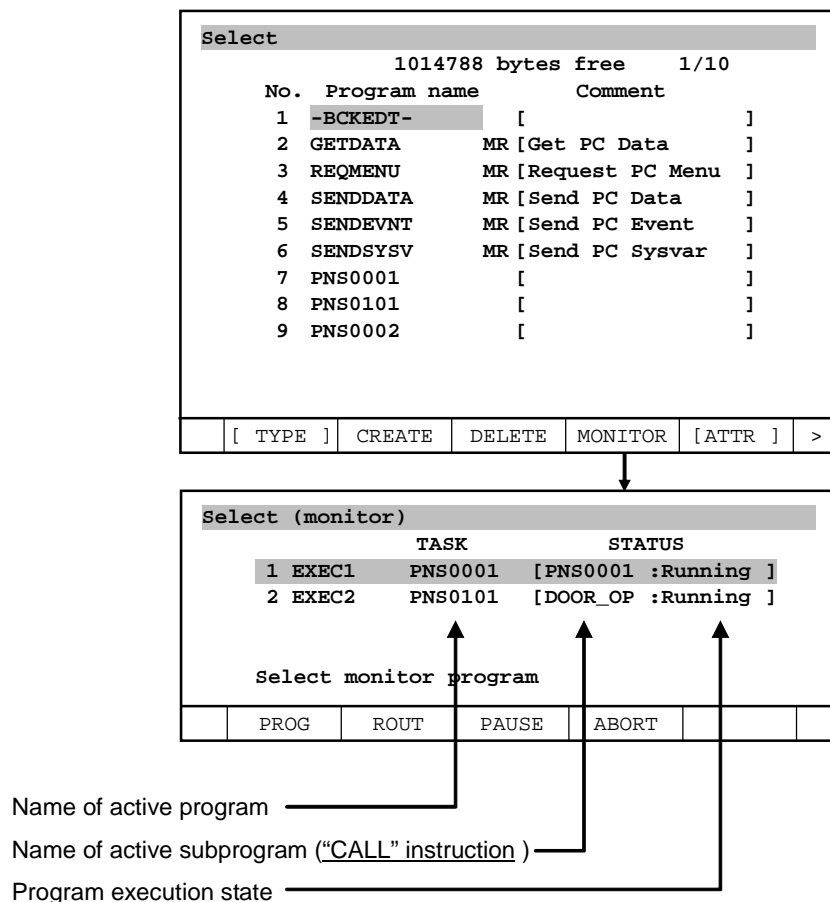 Select
1014788 bytes free 1/10
No. Program name Comment
1 -BCKEDT- [ ]
2 GETDATA MR [Get PC Data ]
3 REQMENU MR [Request PC Menu ]
4 SENDDATA MR [Send PC Data ]
5 SENDEVNT MR [Send PC Event ]
6 SENDSYSV MR [Send PC Sysvar ]
7 PNS0001 [ ]
8 PNS0101 [ ]
9 PNS0002 [ ]
[ TYPE ] CREATE DELETE MONITOR [ATTR ] >
Select (monitor)
TASK STATUS
1 EXEC1 PNS0001 [PNS0001 :Running ]
2 EXEC2 PNS0101 [DOOR_OP :Running ]
Select monitor program
PROG ROUT PAUSE ABORT
Name of active program
Name of active subprogram (“CALL” instruction )
Program execution state